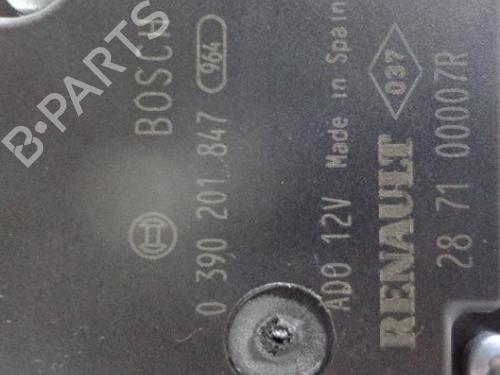 BOSCH
964
0 390 201 847
AD0 12V Made in Spain
037
RENAULT
28 71 00007R
B-PARTS